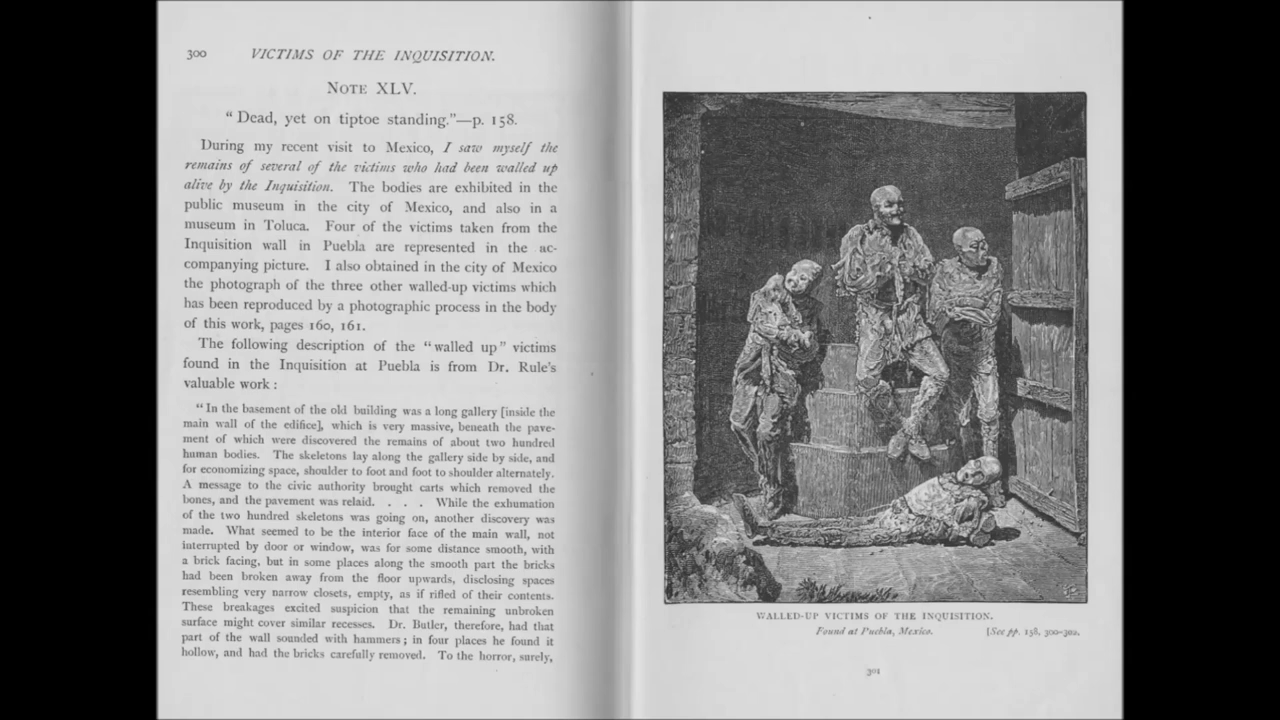 300 VICTIMS OF THE INQUISITION.
NOTE XLV.
“ Dead, yet on tiptoe standing.”—p. 158.
During my recent visit to Mexico, I saw myself the
remains of several of the victims who had been walled up
alive by the Inquisition. The bodies are exhibited in the
public museum in the city of Mexico, and also in a
museum in Toluca. Four of the victims taken from the
Inquisition wall in Puebla are represented in the ac-
companying picture. I also obtained in the city of Mexico
the photograph of the three other walled-up victims which
has been reproduced by a photographic process in the body
of this work, pages 160, 161.
The following description of the “walled up” victims
found in the Inquisition at Puebla is from Dr. Rule’s
valuable work :
“In the basement of the old building was a long gallery [inside the
main wall of the edifice], which is very massive, beneath the pave-
ment of which were discovered the remains of about two hundred
human bodies. The skeletons lay along the gallery side by side, and
for economizing space, shoulder to foot and foot to shoulder alternately.
A message to the civic authority brought carts which removed the
bones, and the pavement was relaid. . . . While the exhumation
of the two hundred skeletons was going on, another discovery was
made. What seemed to be the interior face of the main wall, not
interrupted by door or window, was for some distance smooth, with
a brick facing, but in some places along the smooth part the bricks
had been broken away from the floor upwards, disclosing spaces
resembling very narrow closets, empty, as if rifled of their contents.
These breakages excited suspicion that the remaining unbroken
surface might cover similar recesses. Dr. Butler, therefore, had that
part of the wall sounded with hammers ; in four places he found it
hollow, and had the bricks carefully removed. To the horror, surely,
WALLED-UP VICTIMS OF THE INQUISITION.
Found at Puebla, Mexico. [See pp. 158, 300-302.
301